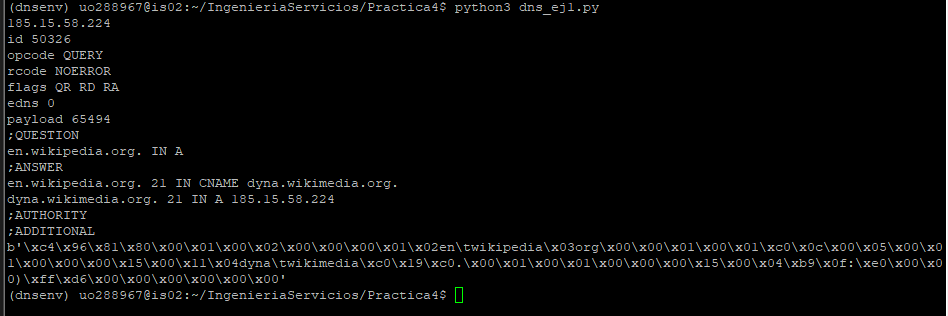 (dnsenv) uo288967@is02:~/IngenieriaServicios/Practica4$ python3 dns_ej1.py
185.15.58.224
id 50326
opcode QUERY
rcode NOERROR
flags QR RD RA
edns 0
payload 65494
;QUESTION
en.wikipedia.org. IN A
;ANSWER
en.wikipedia.org. 21 IN CNAME dyna.wikimedia.org.
dyna.wikimedia.org. 21 IN A 185.15.58.224
;AUTHORITY
;ADDITIONAL
b'\xc4\x96\x81\x80\x00\x01\x00\x02\x00\x00\x00\x01\x02en\twikipedia\x03org\x00\x00\x01\x00\x01\xc0\x0c\x00\x05\x00\x0
1\x00\x00\x00\x15\x00\x11\x04dyna\twikimedia\xc0\x19\xc0.\x00\x01\x00\x01\x00\x00\x00\x15\x00\x04\xb9\x0f:\xe0\x00\x0
0)\xff\xd6\x00\x00\x00\x00\x00\x00'
(dnsenv) uo288967@is02:~/IngenieriaServicios/Practica4$